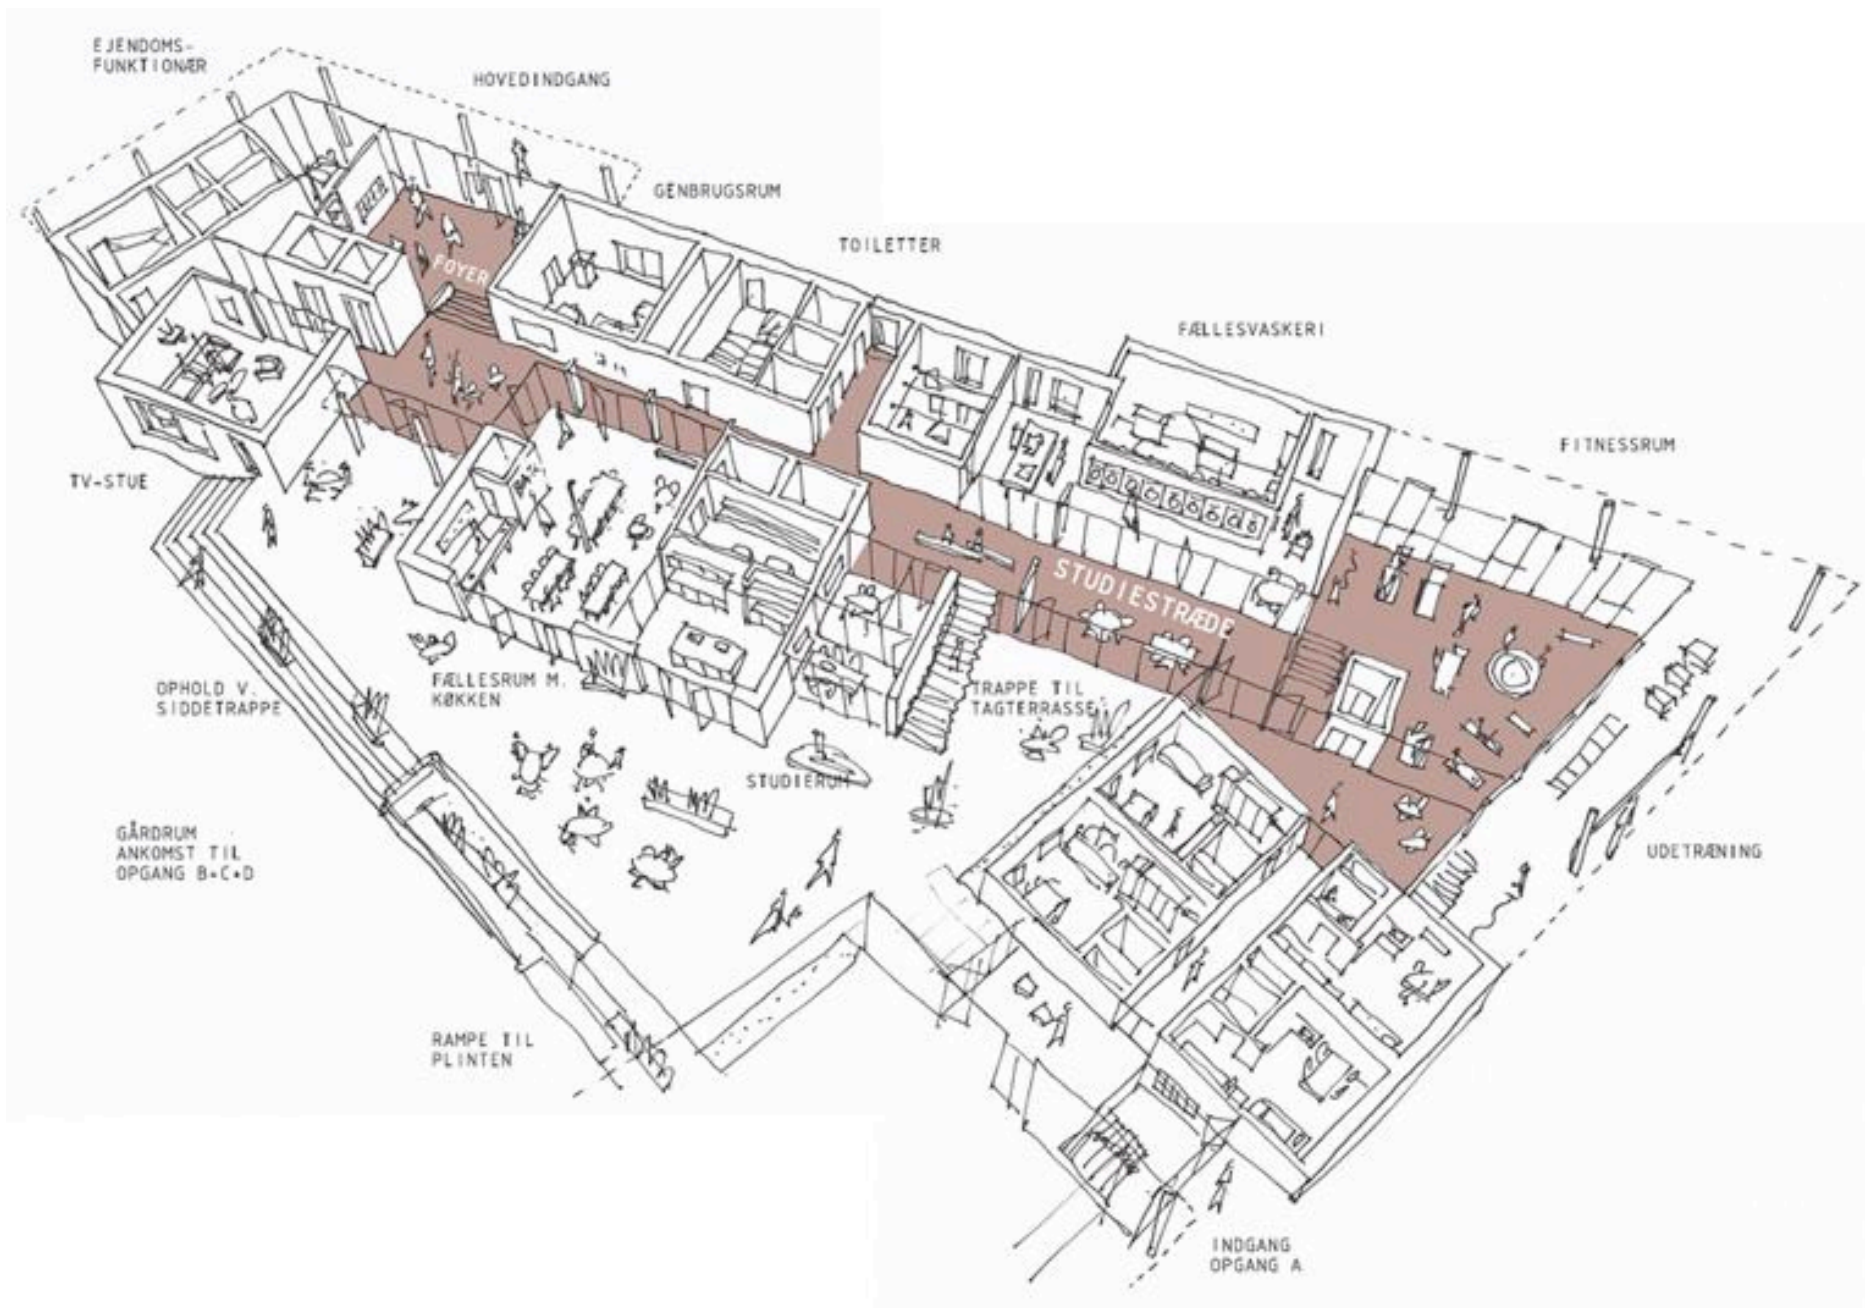 EJENDOMS-
FUNKTIONÆR
HOVEDINDGANG
GENBRUGSRUM
TOILETTER
FOYER
FÆLLESVASKERI
FITNESSRUM
TV-STUE
STUDIESTRÆDE
OPHOLD V.
SIDDETRAPPE
FÆLLESRUM M.
KØKKEN
TRAPPE TIL
TAGTERRASSE
STUDIERUM
GÅRDRUM
ANKOMST TIL
OPGANG B+C+D
UDETRÆNING
RAMPE TIL
PLINTEN
INDGANG
OPGANG A